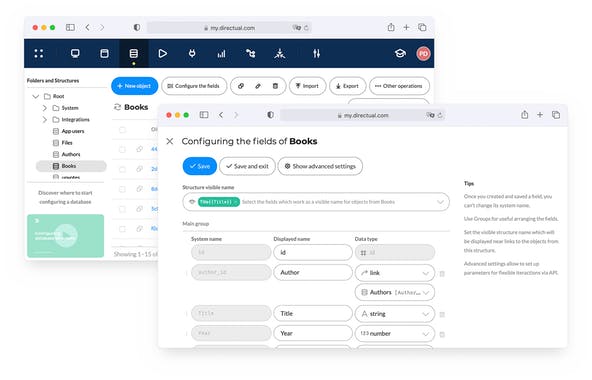 my.directual.com
PD
Folders and Structures
+ New object
Configure the fields
Import
Export
Other operations
Root
System
Integrations
App users
Files
Authors
Books
Books
Discover where to start
configuring a database
Showing 1-15 of
my.directual.com
Configuring the fields of Books
Save
Save and exit
Show advanced settings
Structure visible name
Title({Title}) Select the fields which work as a visible name for objects from Books
Main group
System name Displayed name Data type
id id id
author_id Author link
Authors [Author...
Title Title string
Year Year 123 number
Tips
Once you created and saved a field, you
can't change its system name.
Use Groups for useful arranging the fields.
Set the visible structure name which
will be displayed near links to the objects from
this structure.
Advanced settings allow to set up
parameters for flexible iteractions via API.